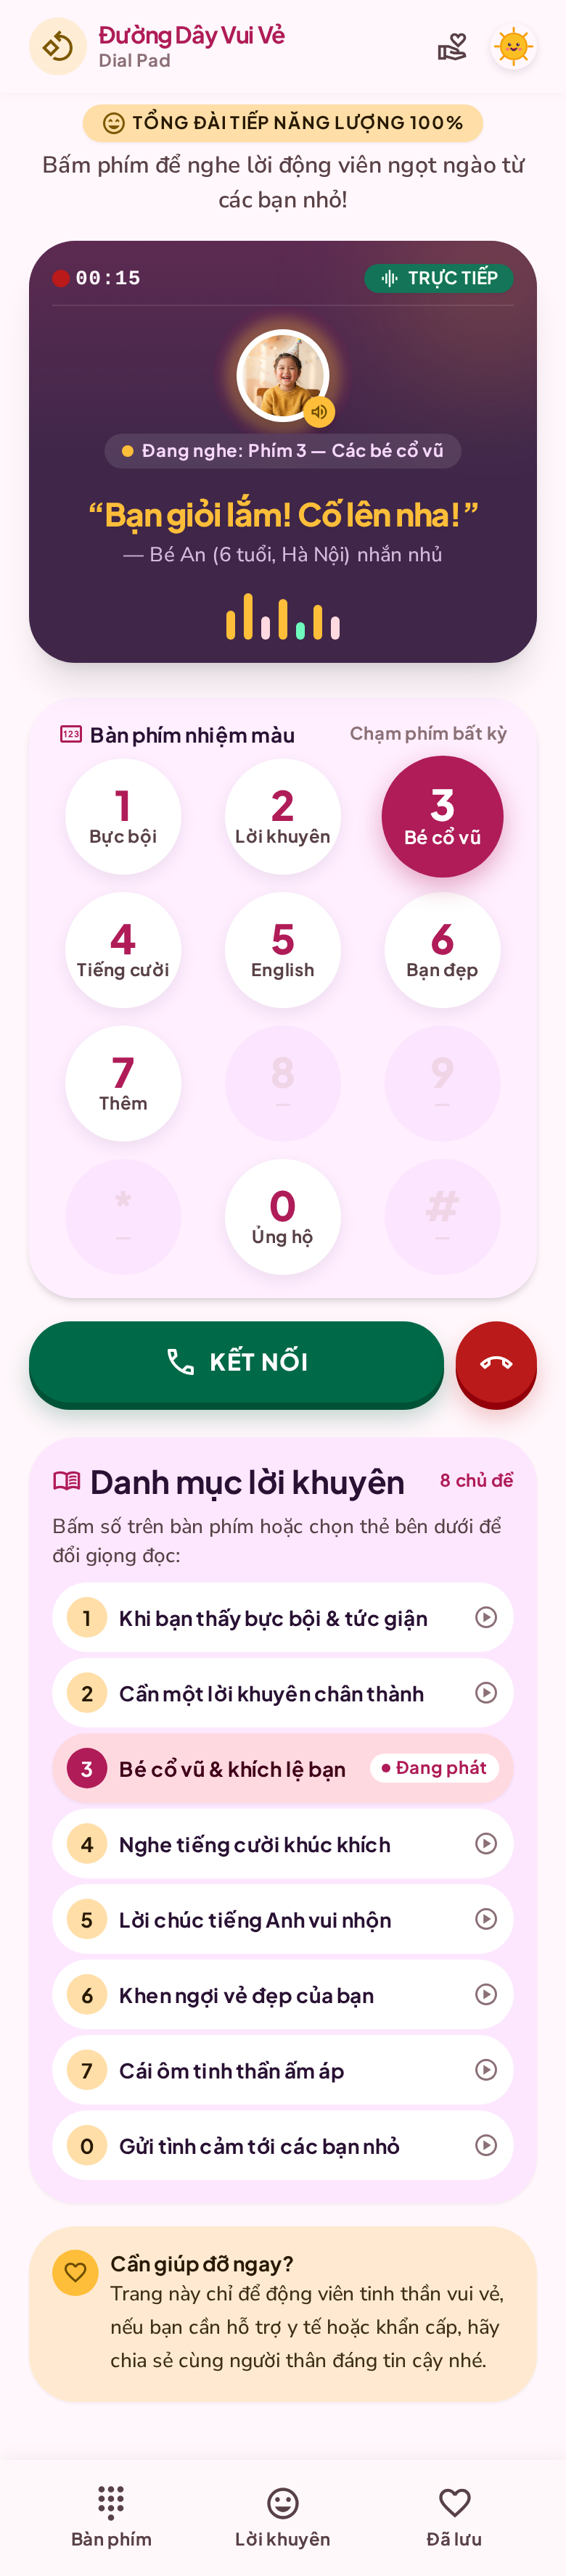 Đường Dây Vui Vẻ
Dial Pad
TỔNG ĐÀI TIẾP NĂNG LƯỢNG 100%
Bấm phím để nghe lời động viên ngọt ngào từ
các bạn nhỏ!
00:15
TRỰC TIẾP
Đang nghe: Phím 3 — Các bé cổ vũ
“Bạn giỏi lắm! Cố lên nha!”
— Bé An (6 tuổi, Hà Nội) nhắn nhủ
123
Bàn phím nhiệm màu
Chạm phím bất kỳ
1
Bực bội
2
Lời khuyên
3
Bé cổ vũ
4
Tiếng cười
5
English
6
Bạn đẹp
7
Thêm
8
—
9
—
*
—
0
Ủng hộ
#
—
KẾT NỐI
Danh mục lời khuyên
8 chủ đề
Bấm số trên bàn phím hoặc chọn thẻ bên dưới để
đổi giọng đọc:
1 Khi bạn thấy bực bội & tức giận
2 Cần một lời khuyên chân thành
3 Bé cổ vũ & khích lệ bạn
Đang phát
4 Nghe tiếng cười khúc khích
5 Lời chúc tiếng Anh vui nhộn
6 Khen ngợi vẻ đẹp của bạn
7 Cái ôm tinh thần ấm áp
0 Gửi tình cảm tới các bạn nhỏ
Cần giúp đỡ ngay?
Trang này chỉ để động viên tinh thần vui vẻ,
nếu bạn cần hỗ trợ y tế hoặc khẩn cấp, hãy
chia sẻ cùng người thân đáng tin cậy nhé.
Bàn phím
Lời khuyên
Đã lưu